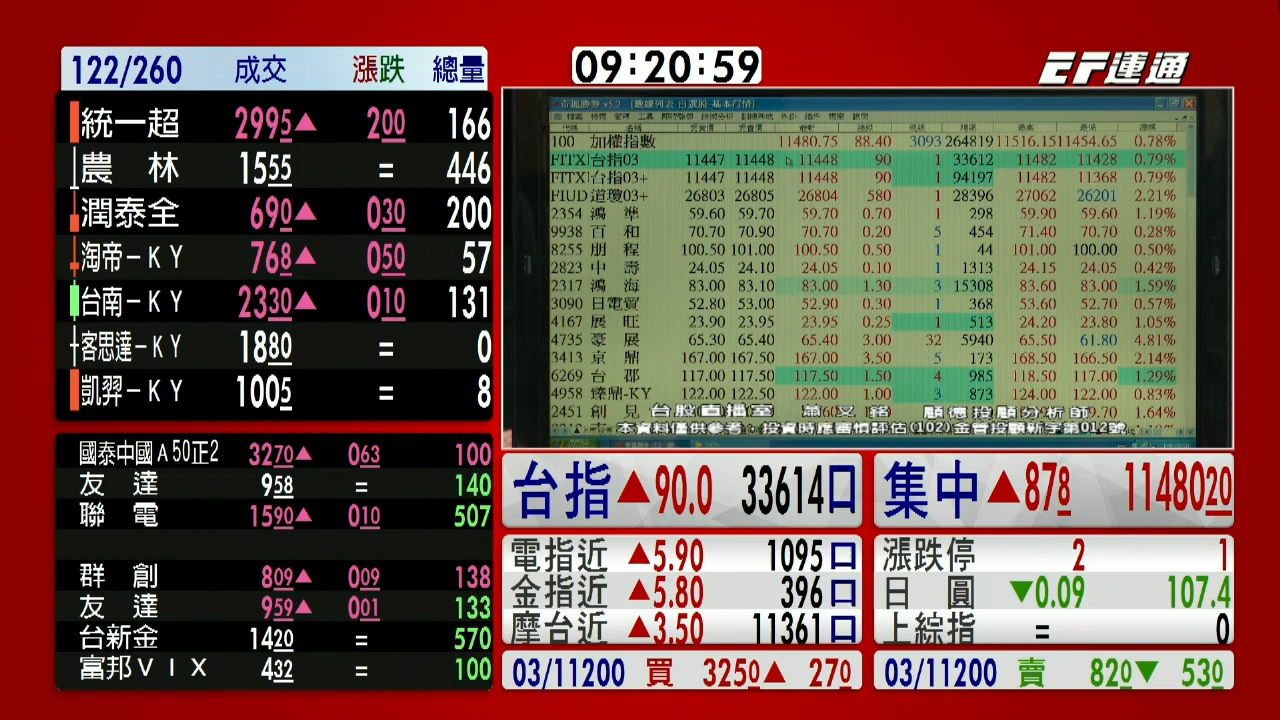 122/260 成交 漲跌 總量
統一超 2995▲ 200 166
農 林 1555 = 446
潤泰全 690▲ 030 200
淘帝-KY 768▲ 050 57
台南-KY 2330▲ 010 131
客思達-KY 1880 = 0
凱羿-KY 1005 = 8
國泰中國A50正2 3270▲ 063 100
友 達 958 = 140
聯 電 1590▲ 010 507
群 創 809▲ 009 138
友 達 959▲ 001 133
台新金 1420 = 570
富邦VIX 432 = 100
09:20:59
EF運通
100 加權指數 11480.75 88.40 3093 264819 11516.15 11454.65 0.78%
FITX 台指03 11447 11448 11448 90 1 33612 11482 11428 0.79%
FITX 台指03+ 11447 11448 11448 90 1 94197 11482 11368 0.79%
FIUD 道瓊03+ 26803 26805 26804 580 1 28396 27062 26201 2.21%
2354 鴻 準 59.60 59.70 59.70 0.70 1 298 59.90 59.60 1.19%
9938 百 和 70.70 70.90 70.70 0.20 5 454 71.40 70.70 0.28%
8255 朋 程 100.50 101.00 100.50 0.50 1 44 101.00 100.00 0.50%
2823 中 壽 24.05 24.10 24.05 0.10 1 1313 24.15 24.05 0.42%
2317 鴻 海 83.00 83.10 83.00 1.30 3 15308 83.60 83.00 1.59%
3090 日電貿 52.80 53.00 52.90 0.30 1 368 53.60 52.70 0.57%
4167 展 旺 23.90 23.95 23.95 0.25 1 513 24.20 23.80 1.05%
4735 豪展 65.30 65.40 65.40 3.00 32 5940 65.50 61.80 4.81%
3413 京 鼎 167.00 167.50 167.00 3.50 5 173 168.50 166.50 2.14%
6269 台 郡 117.00 117.50 117.50 1.50 4 985 118.50 117.00 1.29%
4958 臻鼎-KY 122.00 122.50 122.00 1.00 3 873 124.00 122.00 0.83%
2451 創 見 1.64%
台股直播室 蕭又銘 顧德投顧分析師
本資料僅供參考，投資時應審慎評估(102)金管投顧新字第012號
台指▲90.0 33614口
電指近 ▲5.90 1095口
金指近 ▲5.80 396口
摩台近 ▲3.50 11361口
03/11200 買 3250▲ 270
集中▲878 1148020
漲跌停 2 1
日 圓 ▼0.09 107.4
上綜指 = 0
03/11200 賣 820▼ 530